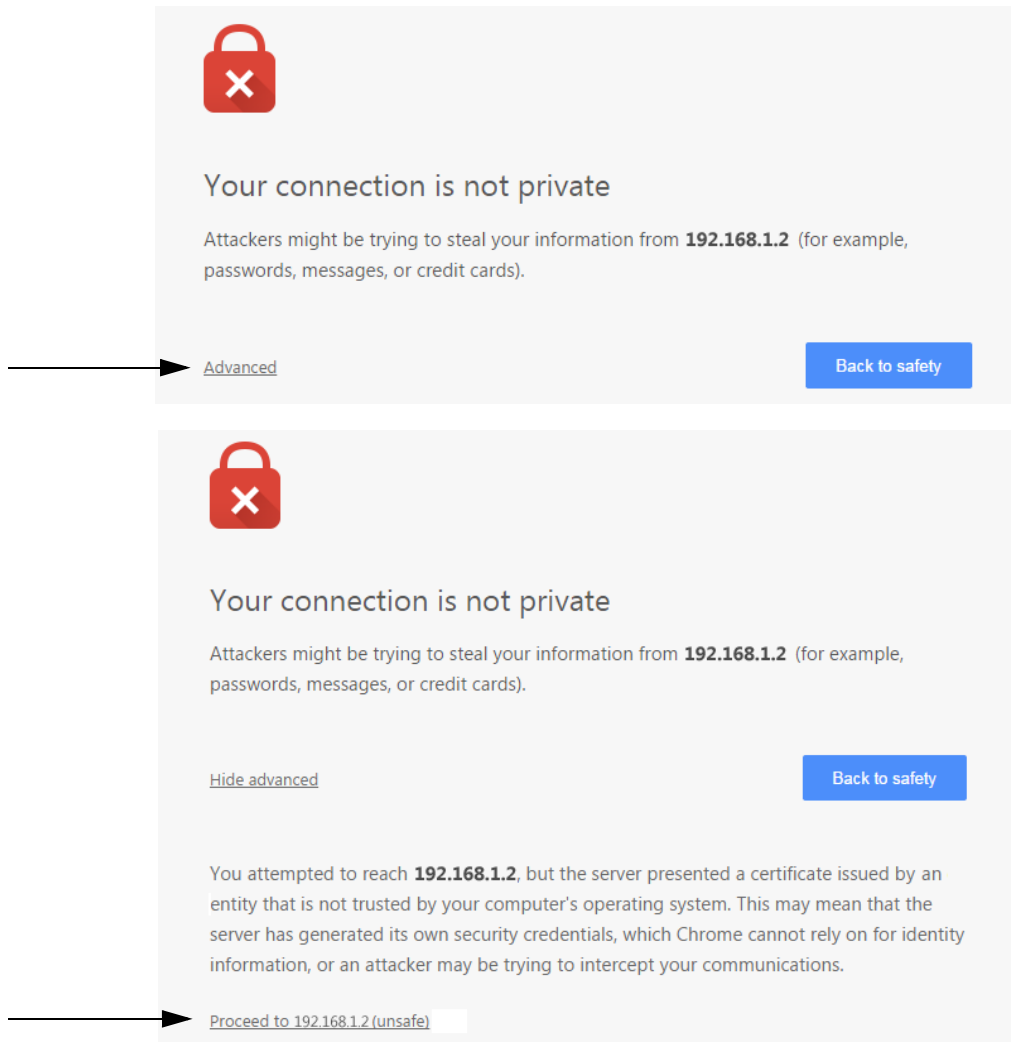 Your connection is not private
Attackers might be trying to steal your information from 192.168.1.2 (for example,
passwords, messages, or credit cards).
Advanced
Back to safety
Your connection is not private
Attackers might be trying to steal your information from 192.168.1.2 (for example,
passwords, messages, or credit cards).
Hide advanced
Back to safety
You attempted to reach 192.168.1.2, but the server presented a certificate issued by an
entity that is not trusted by your computer's operating system. This may mean that the
server has generated its own security credentials, which Chrome cannot rely on for identity
information, or an attacker may be trying to intercept your communications.
Proceed to 192.168.1.2 (unsafe)